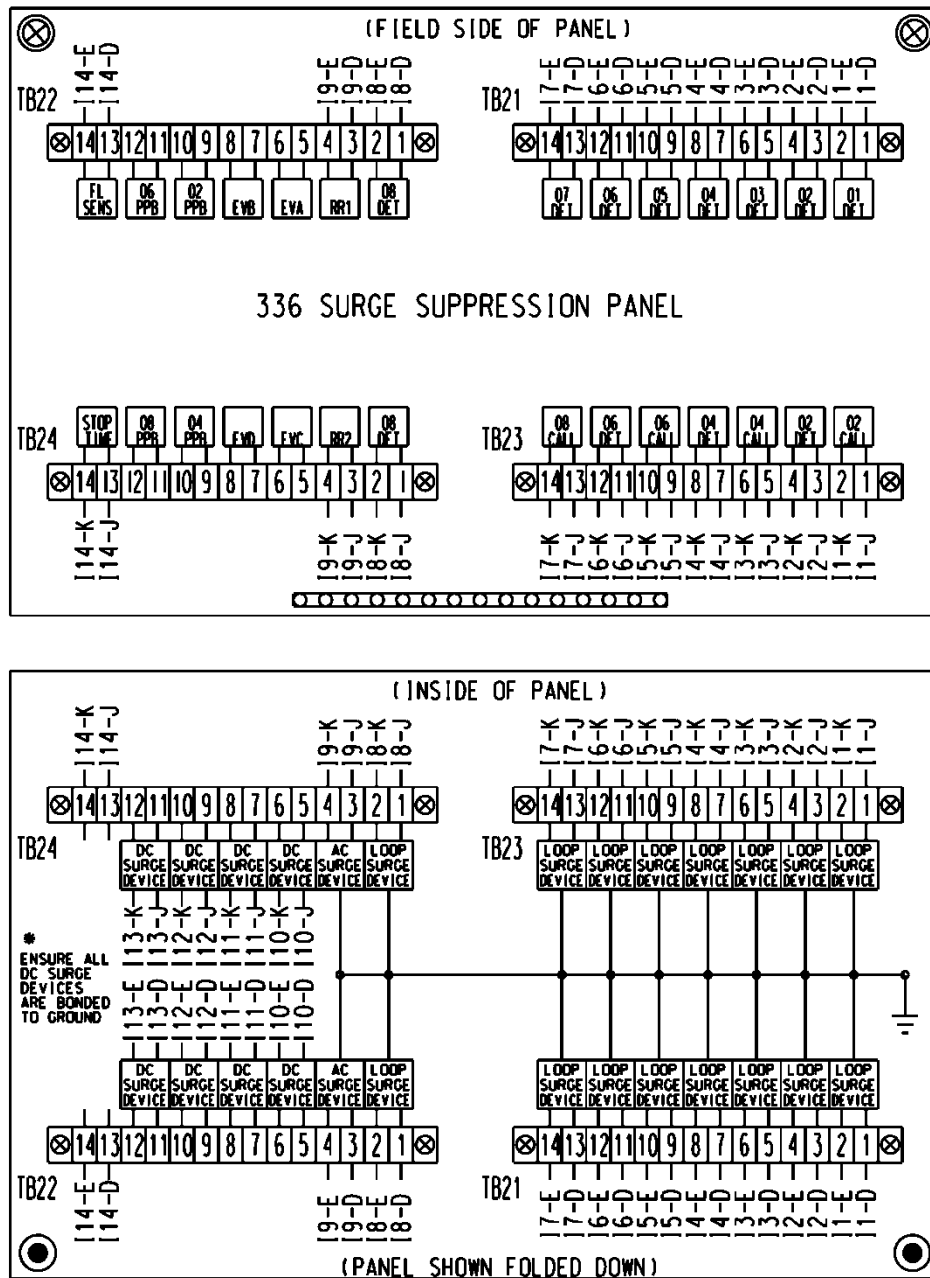 (FIELD SIDE OF PANEL)
I14-E I14-D I9-E I9-D I8-E I8-D I7-E I7-D I6-E I6-D I5-E I5-D I4-E I4-D I3-E I3-D I2-E I2-D I1-E I1-D
TB22 TB21
14 13 12 11 10 9 8 7 6 5 4 3 2 1 14 13 12 11 10 9 8 7 6 5 4 3 2 1
FL SENS 06 PPB 02 PPB EVB EVA RR1 08 DET 07 DET 06 DET 05 DET 04 DET 03 DET 02 DET 01 DET
336 SURGE SUPPRESSION PANEL
STOP TIME 08 PPB 04 PPB EVD EVC RR2 08 DET 08 CALL 06 DET 06 CALL 04 DET 04 CALL 02 DET 02 CALL
TB24 TB23
14 13 12 11 10 9 8 7 6 5 4 3 2 1 14 13 12 11 10 9 8 7 6 5 4 3 2 1
I14-K I14-J I9-K I9-J I8-K I8-J I7-K I7-J I6-K I6-J I5-K I5-J I4-K I4-J I3-K I3-J I2-K I2-J I1-K I1-J
(INSIDE OF PANEL)
I14-K I14-J I9-K I9-J I8-K I8-J I7-K I7-J I6-K I6-J I5-K I5-J I4-K I4-J I3-K I3-J I2-K I2-J I1-K I1-J
14 13 12 11 10 9 8 7 6 5 4 3 2 1 14 13 12 11 10 9 8 7 6 5 4 3 2 1
TB24 TB23
DC DC DC DC AC LOOP LOOP LOOP LOOP LOOP LOOP LOOP LOOP
SURGE SURGE SURGE SURGE SURGE SURGE SURGE SURGE SURGE SURGE SURGE SURGE SURGE
DEVICE DEVICE DEVICE DEVICE DEVICE DEVICE DEVICE DEVICE DEVICE DEVICE DEVICE DEVICE DEVICE
I13-K I13-J I12-K I12-J I11-K I11-J I10-K I10-J
*
ENSURE ALL
DC SURGE
DEVICES
ARE BONDED
TO GROUND
I13-E I13-D I12-E I12-D I11-E I11-D I10-E I10-D
DC DC DC DC AC LOOP LOOP LOOP LOOP LOOP LOOP LOOP LOOP
SURGE SURGE SURGE SURGE SURGE SURGE SURGE SURGE SURGE SURGE SURGE SURGE SURGE
DEVICE DEVICE DEVICE DEVICE DEVICE DEVICE DEVICE DEVICE DEVICE DEVICE DEVICE DEVICE DEVICE
14 13 12 11 10 9 8 7 6 5 4 3 2 1 14 13 12 11 10 9 8 7 6 5 4 3 2 1
TB22 TB21
I14-E I14-D I9-E I9-D I8-E I8-D I7-E I7-D I6-E I6-D I5-E I5-D I4-E I4-D I3-E I3-D I2-E I2-D I1-E I1-D
(PANEL SHOWN FOLDED DOWN)